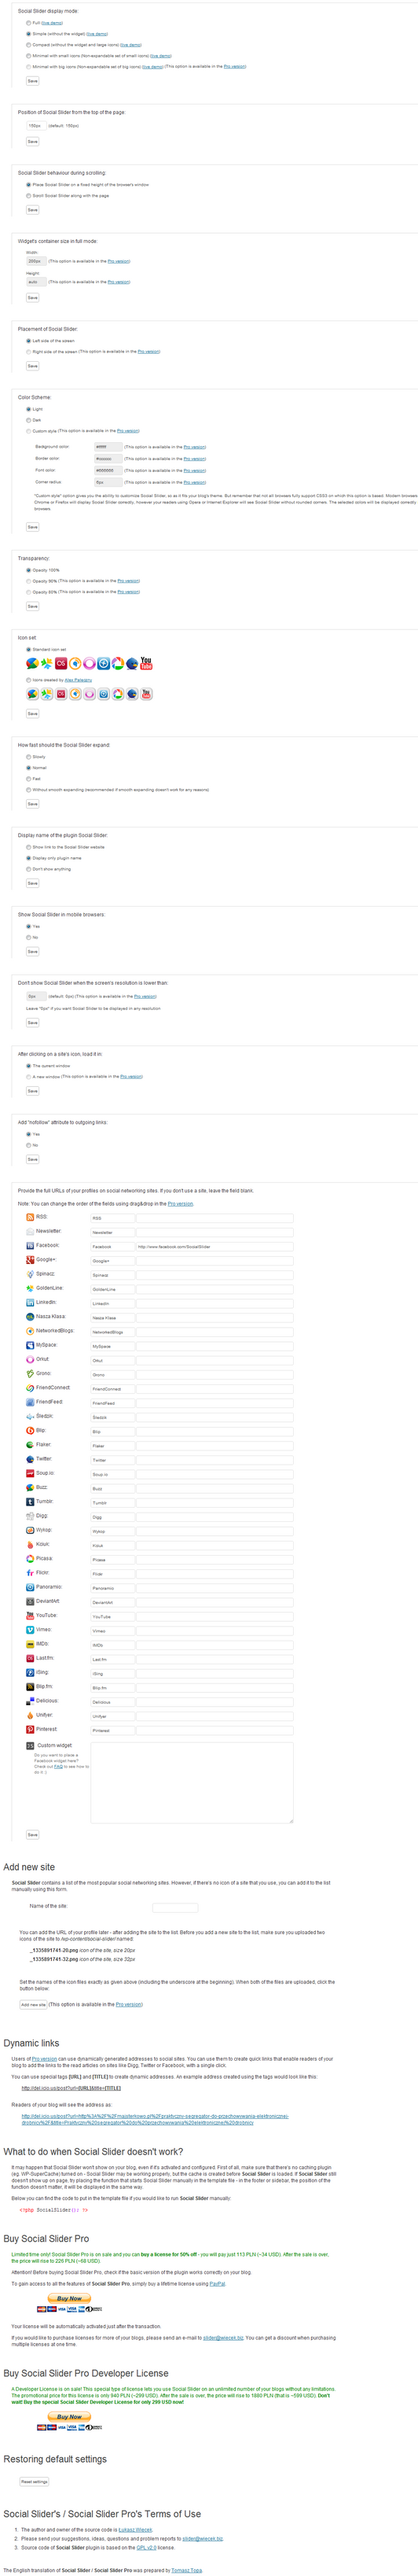 Social Slider display mode:
Full (live demo)
Simple (without the widget) (live demo)
Compact (without the widget and large icons) (live demo)
Minimal with small icons (Non-expandable set of small icons) (live demo)
Minimal with big icons (Non-expandable set of big icons) (live demo) (This option is available in the Pro version)
Save
Position of Social Slider from the top of the page:
150px (default: 150px)
Save
Social Slider behaviour during scrolling:
Place Social Slider on a fixed height of the browser's window
Scroll Social Slider along with the page
Save
Widget's container size in full mode:
Width:
200px (This option is available in the Pro version)
Height:
auto (This option is available in the Pro version)
Save
Placement of Social Slider:
Left side of the screen
Right side of the screen (This option is available in the Pro version)
Save
Color Scheme:
Light
Dark
Custom style (This option is available in the Pro version)
Background color (This option is available in the Pro version)
Border color (This option is available in the Pro version)
Font color (This option is available in the Pro version)
Corner radius (This option is available in the Pro version)
"Custom style" option gives you the ability to customize Social Slider, so as it fits your blog's theme. But remember that not all browsers fully support CSS3 on which this option is based. Modern browsers
Chrome or Firefox will display Social Slider correctly, however your readers using Opera or Internet Explorer will see Social Slider without rounded corners. The selected color will be displayed correctly
browsers.
Save
Transparency:
Opacity 100%
Opacity 90% (This option is available in the Pro version)
Opacity 80% (This option is available in the Pro version)
Save
Icon set:
Standard icon set
Icons created by
Save
How fast should the Social Slider expand:
Slowly
Normal
Fast
Without smooth expanding (recommended if smooth expanding doesn't work for any reasons)
Save
Display name of the plugin Social Slider:
Show link to the Social Slider website
Display only plugin name
Don't show anything
Save
Show Social Slider in mobile browsers:
Yes
No
Save
Don't show Social Slider when the screen's resolution is lower than:
0px (default: 0px) (This option is available in the Pro version)
Leave "0px" if you want Social Slider to be displayed in any resolution
Save
After clicking on a site's icon, load it in:
The current window
A new window (This option is available in the Pro version)
Save
Add "nofollow" attribute to outgoing links:
Yes
No
Save
Provide the full URLs of your profiles on social networking sites. If you don't use a site, leave the field blank.
Note: You can change the order of the fields using drag&drop in the Pro version.
RSS: RSS
Newsletter: Newsletter
Facebook: Facebook http://www.facebook.com/SocialSlider
Google+: Google+
Spinacz: Spinacz
GoldenLine: GoldenLine
LinkedIn: LinkedIn
Nasza Klasa: Nasza Klasa
NetworkedBlogs: NetworkedBlogs
MySpace: MySpace
Orkut: Orkut
Grono: Grono
FriendConnect: FriendConnect
FriendFeed: FriendFeed
Śledzik: Śledzik
Blip: Blip
Flaker: Flaker
Twitter: Twitter
Soup.io: Soup.io
Buzz: Buzz
Tumblr: Tumblr
Digg: Digg
Wykop: Wykop
Kciuk: Kciuk
Picasa: Picasa
Flickr: Flickr
Panoramio: Panoramio
DeviantArt: DeviantArt
YouTube: YouTube
Vimeo: Vimeo
IMDb: IMDb
Last.fm: Last.fm
iSing: iSing
Blip.fm: Blip.fm
Delicious: Delicious
Unifyer: Unifyer
Pinterest: Pinterest
Custom widget
Do you want to place a
Facebook widget here?
Check out FAQ to see how to
do it :)
Save
Add new site
Social Slider contains a list of the most popular social networking sites. However, if there's no icon of a site that you use, you can add it to the list
manually using this form.
Name of the site:
You can add the URL of your profile later - after adding the site to the list. Before you add a new site to the list, make sure you uploaded two
icons of the site to /wp-content/social-slider/ named:
_1335891741-20.png icon of the site, size 20px
_1335891741-32.png icon of the site, size 32px
Set the names of the icon files exactly as given above (including the underscore at the beginning). When both of the files are uploaded, click the
button below:
Add new site (This option is available in the Pro version)
Dynamic links
Users of Pro version can use dynamically generated addresses to social sites. You can use them to create quick links that enable readers of your
blog to add the links to the read articles on sites like Digg, Twitter or Facebook, with a single click.
You can use special tags [URL] and [TITLE] to create dynamic addresses. An example address created using the tags would look like this:
http://del.icio.us/post?url=[URL]&title=[TITLE]
Readers of your blog will see the address as:
What to do when Social Slider doesn't work?
It may happen that Social Slider won't show on your blog, even if it's activated and configured. First of all, make sure that there's no caching plugin
(eg. WP-SuperCache) turned on - Social Slider may be working properly, but the cache is created before Social Slider is loaded. If Social Slider still
doesn't show up on page, try placing the function that starts Social Slider manually in the template file - in the footer or sidebar, the page
function doesn't matter, it will be displayed in the same way.
Below you can find the code to put in the template file if you would like to run Social Slider manually:
<?php SocialSlider(); ?>
Buy Social Slider Pro
Limited time only! Social Slider Pro is on sale and you can buy a license for 50% off - you will pay just 113 PLN (~34 USD). After the sale is over,
the price will rise to 226 PLN (~68 USD).
Attention! Before buying Social Slider Pro, check if the basic version of the plugin works correctly on your blog.
To gain access to all the features of Social Slider Pro, simply buy a lifetime license using PayPal.
Buy Now
Your license will be automatically activated just after the transaction.
If you would like to purchase licenses for more of your blogs, please send an e-mail to slider@wiecek.biz. You can get a discount when purchasing
multiple licenses at one time.
Buy Social Slider Pro Developer License
A Developer License is on sale! This special type of license lets you use Social Slider on an unlimited number of your blogs without any limitations.
The promotional price for this license is only 840 PLN (~299 USD). After the sale is over, the price will rise to 1680 PLN (that is ~599 USD). Don't
wait! Buy the special Social Slider Developer License for only 299 USD now!
Buy Now
Restoring default settings
Reset settings
Social Slider's / Social Slider Pro's Terms of Use
1. The author and owner of the source code is Łukasz Więcek.
2. Please send your suggestions, ideas, questions and problem reports to slider@wiecek.biz.
3. Source code of Social Slider plugin is based on the GPL v2.0 license.
The English translation of Social Slider / Social Slider Pro was prepared by Tomasz Topa.